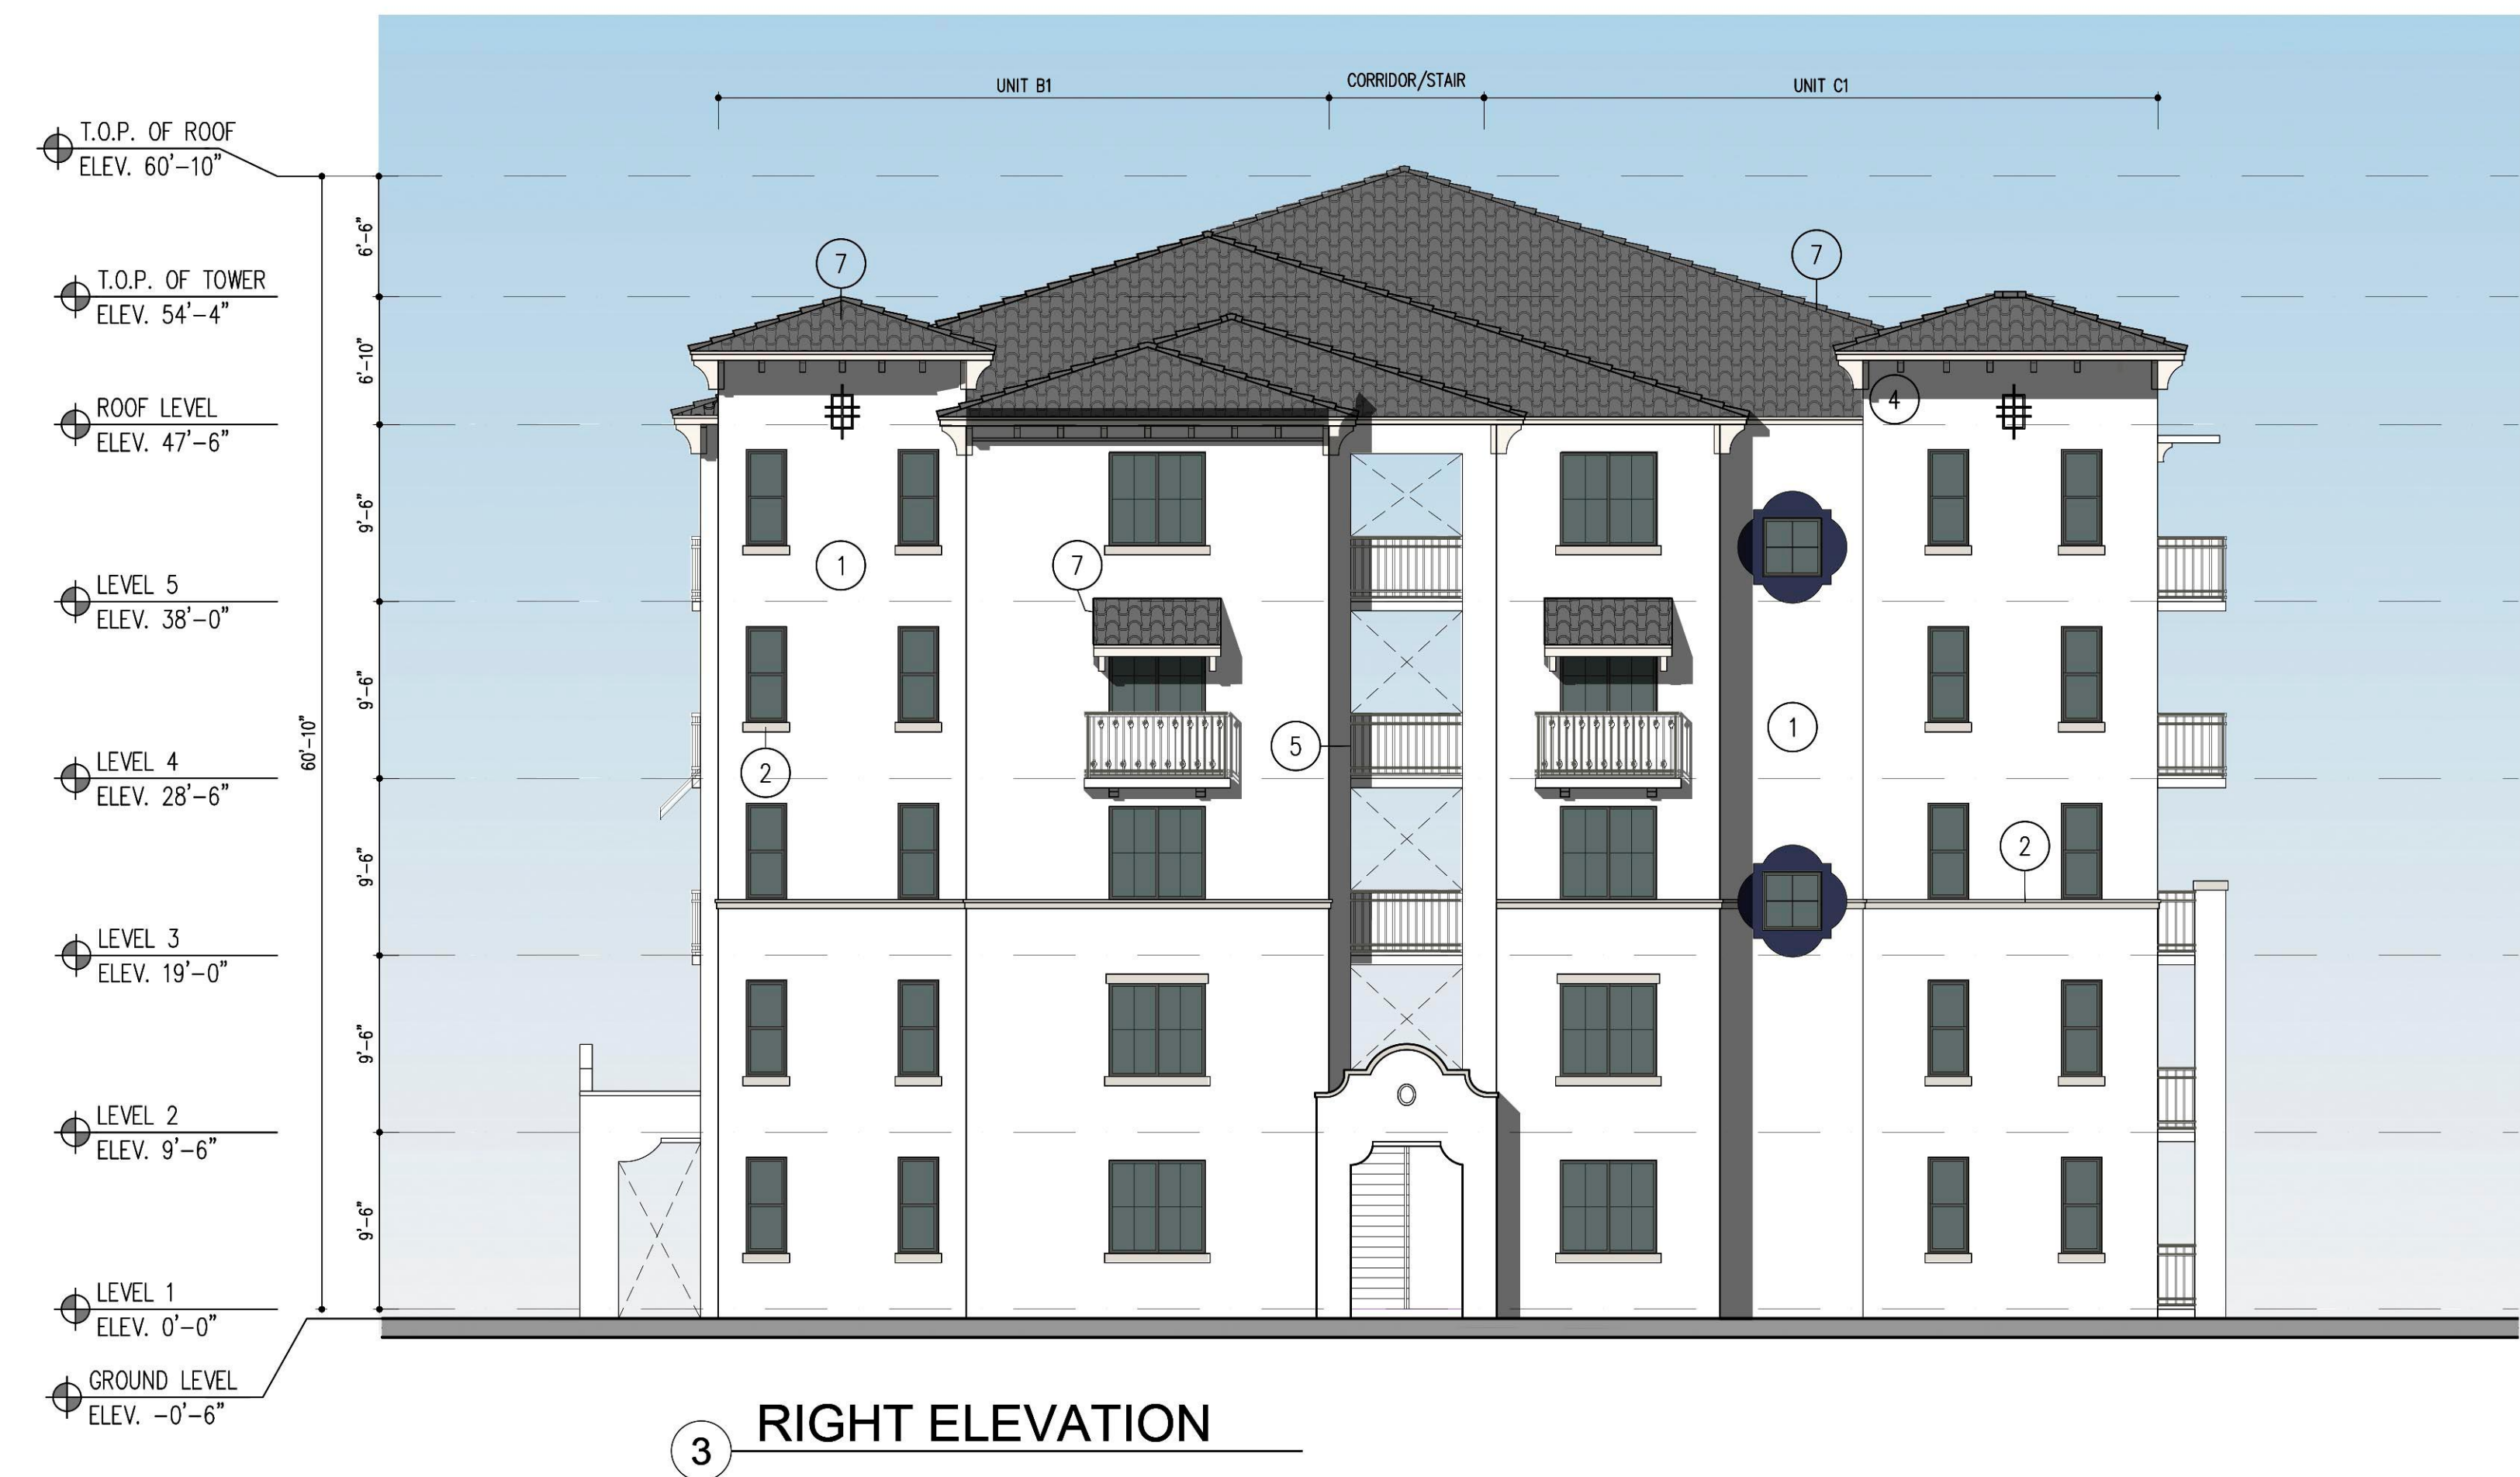 UNIT B1
CORRIDOR/STAIR
UNIT C1
T.O.P. OF ROOF
ELEV. 60'-10"
6'-6"
7
7
T.O.P. OF TOWER
ELEV. 54'-4"
6'-10"
4
ROOF LEVEL
ELEV. 47'-6"
9'-6"
1
7
LEVEL 5
ELEV. 38'-0"
9'-6"
60'-10"
2
5
1
LEVEL 4
ELEV. 28'-6"
9'-6"
2
LEVEL 3
ELEV. 19'-0"
9'-6"
LEVEL 2
ELEV. 9'-6"
9'-6"
LEVEL 1
ELEV. 0'-0"
GROUND LEVEL
ELEV. -0'-6"
3 RIGHT ELEVATION